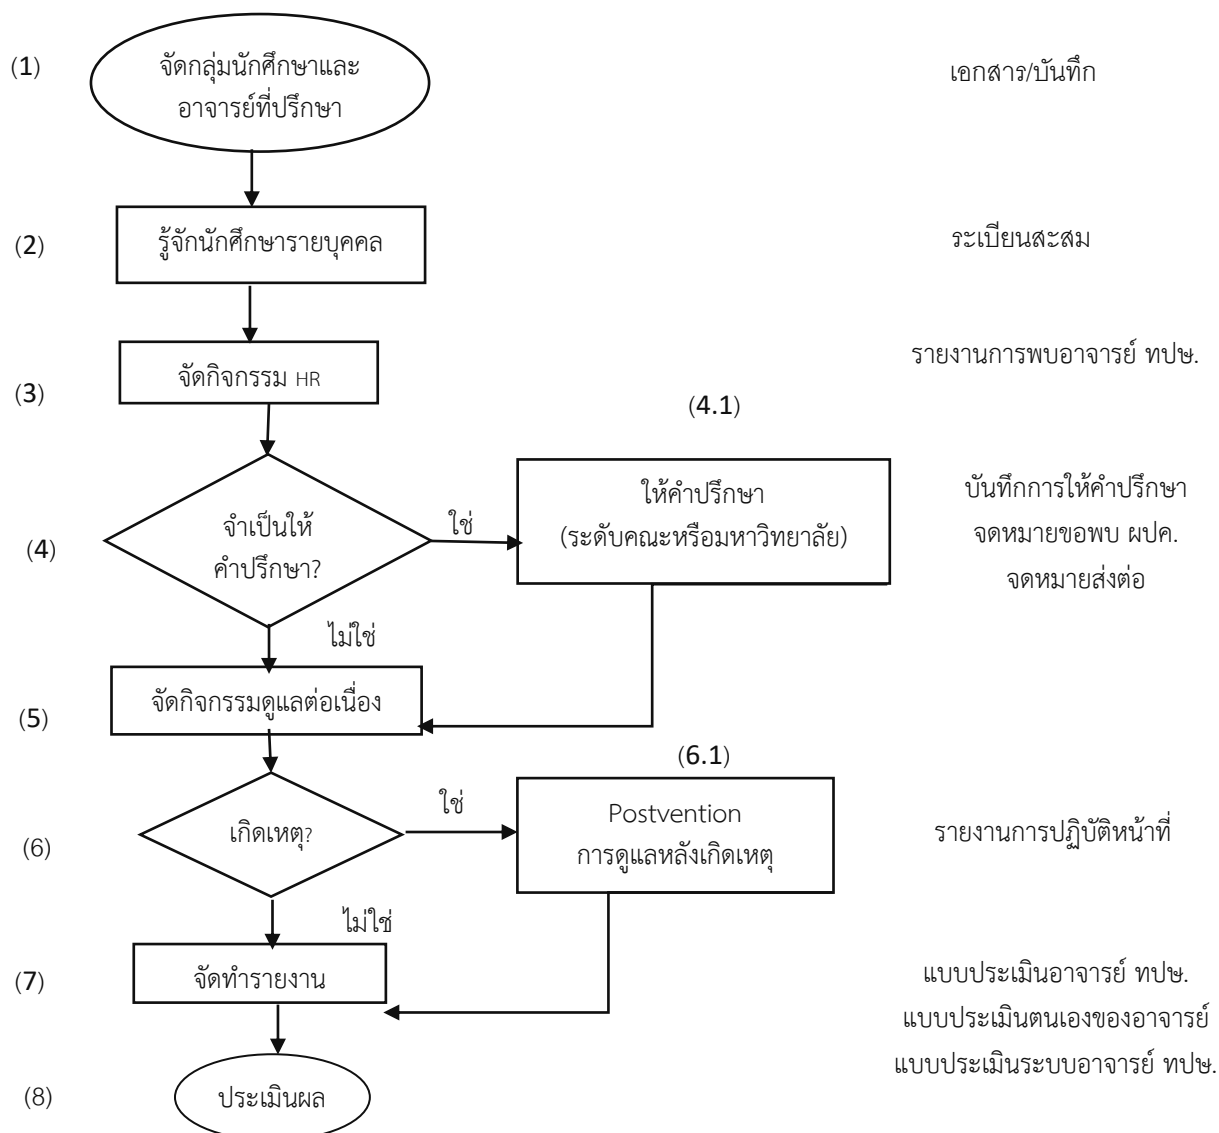 (1)
จัดกลุ่มนักศึกษาและ
อาจารย์ที่ปรึกษา
เอกสาร/บันทึก
(2)
รู้จักนักศึกษารายบุคคล
ระเบียนสะสม
รายงานการพบอาจารย์ ทปษ.
(3)
จัดกิจกรรม HR
(4.1)
ให้คำปรึกษา
(ระดับคณะหรือมหาวิทยาลัย)
(4)
จำเป็นให้
คำปรึกษา?
ใช่
บันทึกการให้คำปรึกษา
จดหมายขอพบ ผปค.
จดหมายส่งต่อ
ไม่ใช่
(5)
จัดกิจกรรมดูแลต่อเนื่อง
(6.1)
Postvention
การดูแลหลังเกิดเหตุ
(6)
เกิดเหตุ?
ใช่
รายงานการปฏิบัติหน้าที่
ไม่ใช่
(7)
จัดทำรายงาน
แบบประเมินอาจารย์ ทปษ.
แบบประเมินตนเองของอาจารย์
แบบประเมินระบบอาจารย์ ทปษ.
(8)
ประเมินผล